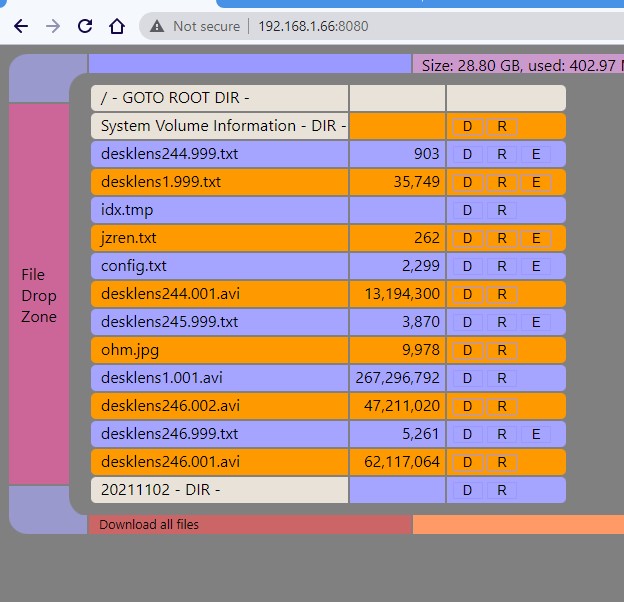 Not secure 192.168.1.66:8080
Size: 28.80 GB, used: 402.97
/ - GOTO ROOT DIR -
System Volume Information - DIR - D R
desklens244.999.txt 903 D R E
desklens1.999.txt 35,749 D R E
idx.tmp D R
jzren.txt 262 D R E
config.txt 2,299 D R E
desklens244.001.avi 13,194,300 D R
desklens245.999.txt 3,870 D R E
ohm.jpg 9,978 D R
desklens1.001.avi 267,296,792 D R
desklens246.002.avi 47,211,020 D R
desklens246.999.txt 5,261 D R E
desklens246.001.avi 62,117,064 D R
20211102 - DIR - D R
File
Drop
Zone
Download all files